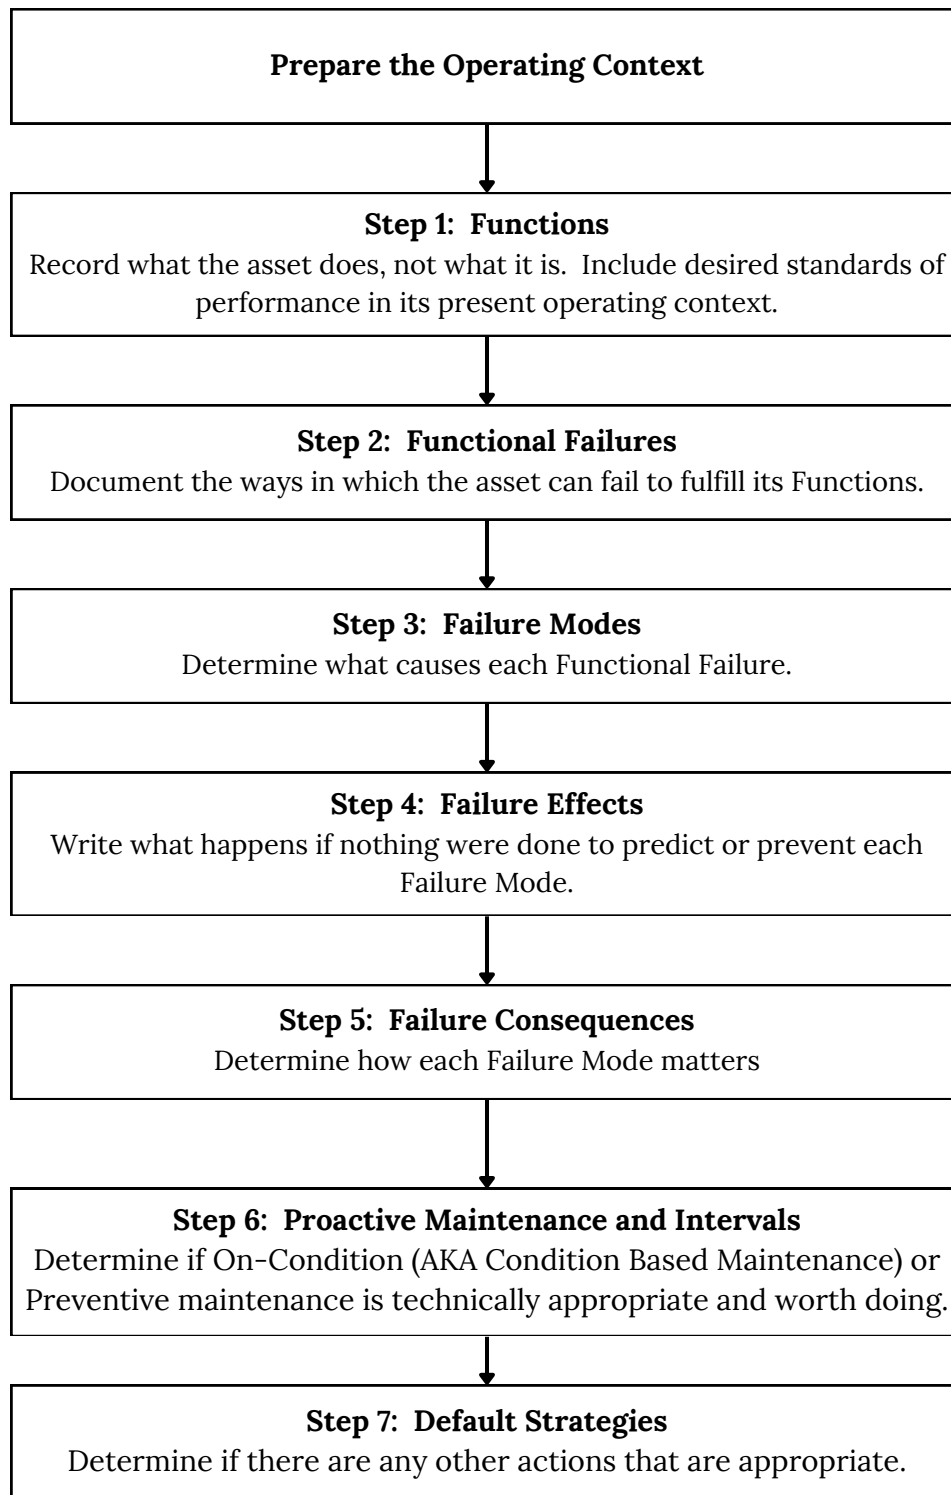 Prepare the Operating Context
Step 1:  Functions
Record what the asset does, not what it is.  Include desired standards of
performance in its present operating context.
Step 2:  Functional Failures
Document the ways in which the asset can fail to fulfill its Functions.
Step 3:  Failure Modes
Determine what causes each Functional Failure.
Step 4:  Failure Effects
Write what happens if nothing were done to predict or prevent each
Failure Mode.
Step 5:  Failure Consequences
Determine how each Failure Mode matters
Step 6:  Proactive Maintenance and Intervals
Determine if On-Condition (AKA Condition Based Maintenance) or
Preventive maintenance is technically appropriate and worth doing.
Step 7:  Default Strategies
Determine if there are any other actions that are appropriate.